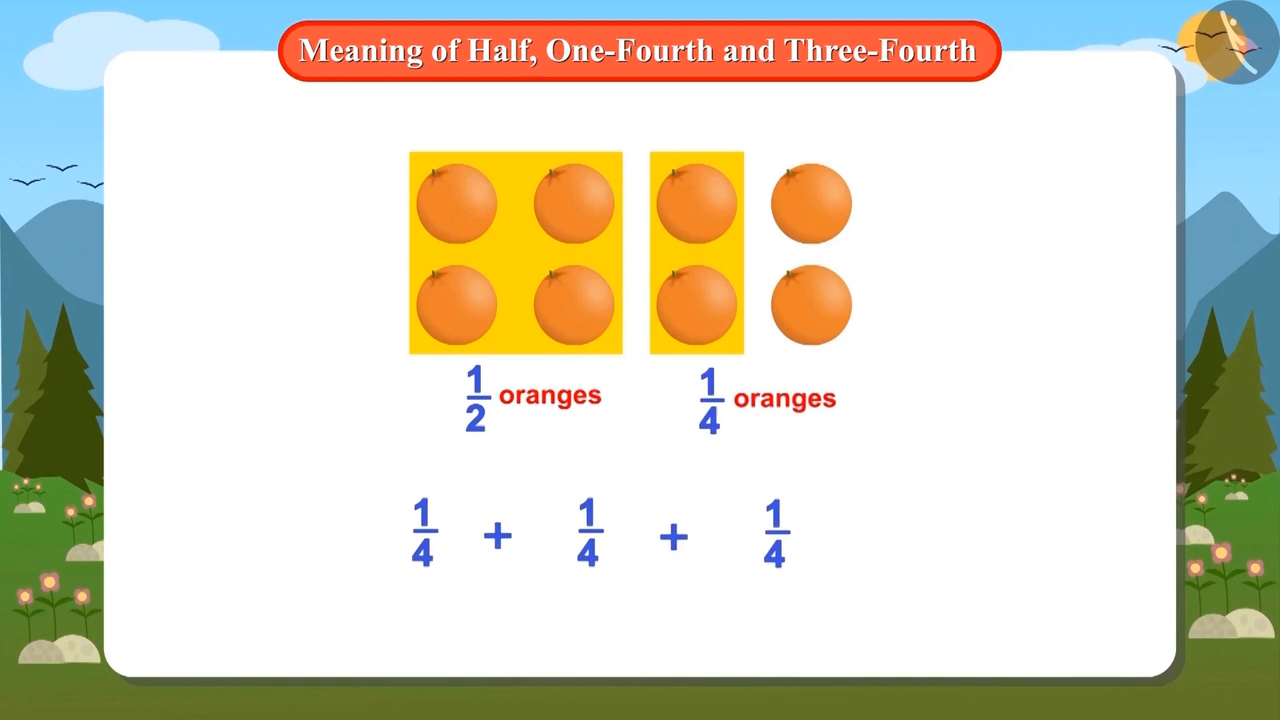 Meaning of Half, One-Fourth and Three-Fourth
1/2 oranges 1/4 oranges
1/4 + 1/4 + 1/4